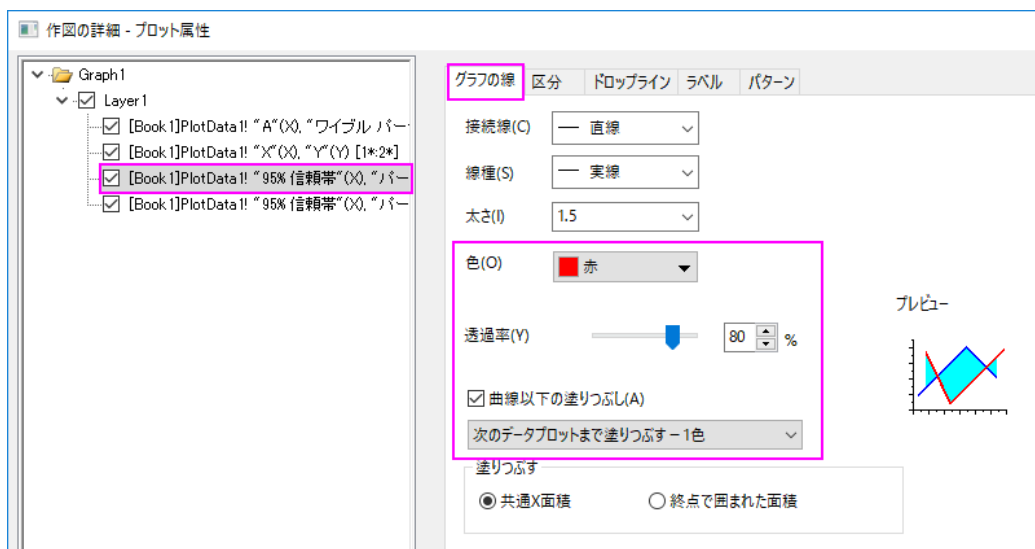 作図の詳細 - プロット属性
Graph1
Layer1
[Book1]PlotData1! "A"(X), "ワイブル パー
[Book1]PlotData1! "X"(X), "Y"(Y) [1*:2*]
[Book1]PlotData1! "95% 信頼帯"(X), "パー
[Book1]PlotData1! "95% 信頼帯"(X), "パー
グラフの線 区分 ドロップライン ラベル パターン
接続線(C) 直線
線種(S) 実線
太さ(I) 1.5
色(O) 赤
プレビュー
透過率(Y) 80 %
曲線以下の塗りつぶし(A)
次のデータプロットまで塗りつぶす - 1色
塗りつぶす
共通X面積 終点で囲まれた面積